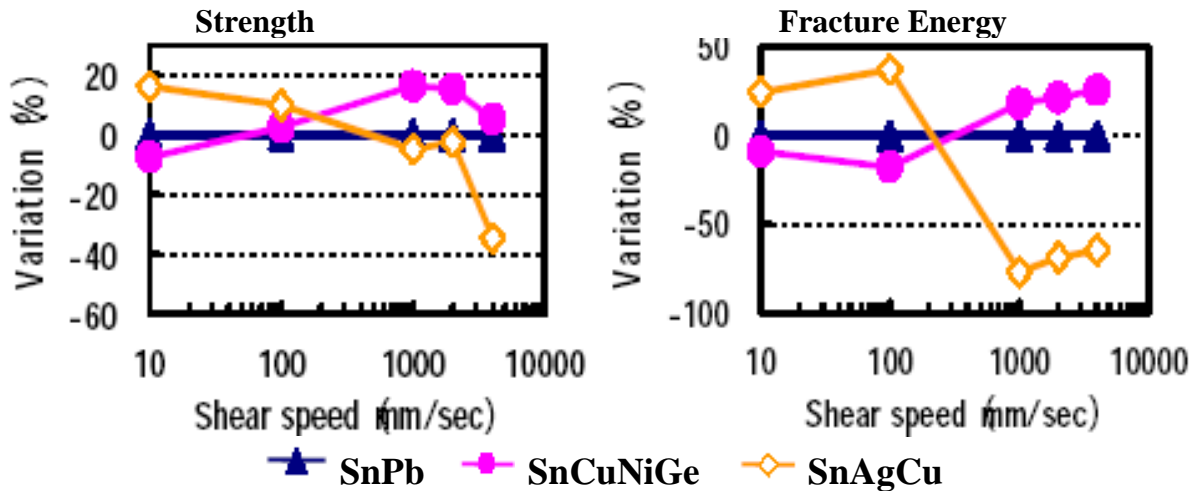 Strength
20
0
-20
-40
-60
Variation (%)
10 100 1000 10000
Shear speed (mm/sec)
Fracture Energy
50
0
-50
-100
Variation (%)
10 100 1000 10000
Shear speed (mm/sec)
SnPb SnCuNiGe SnAgCu